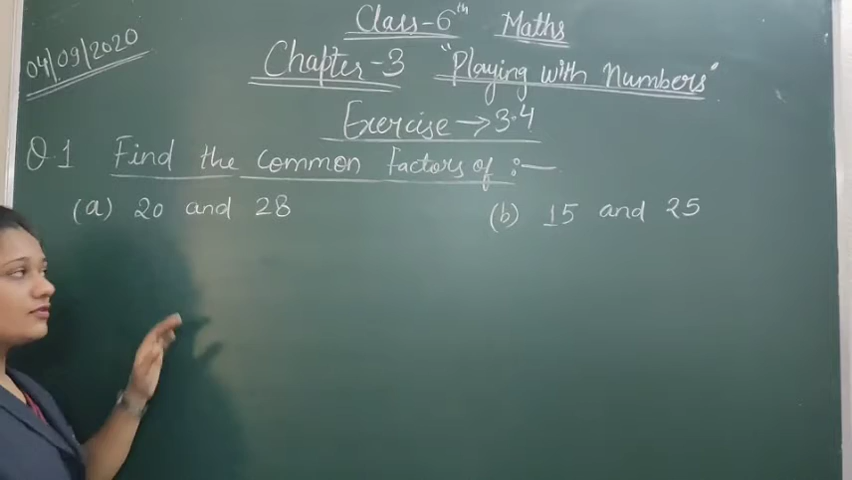 Class-6th Maths
04/09/2020
Chapter-3 "Playing with Numbers"
Exercise → 3.4
Q.1 Find the common Factors of :—
(a) 20 and 28 (b) 15 and 25